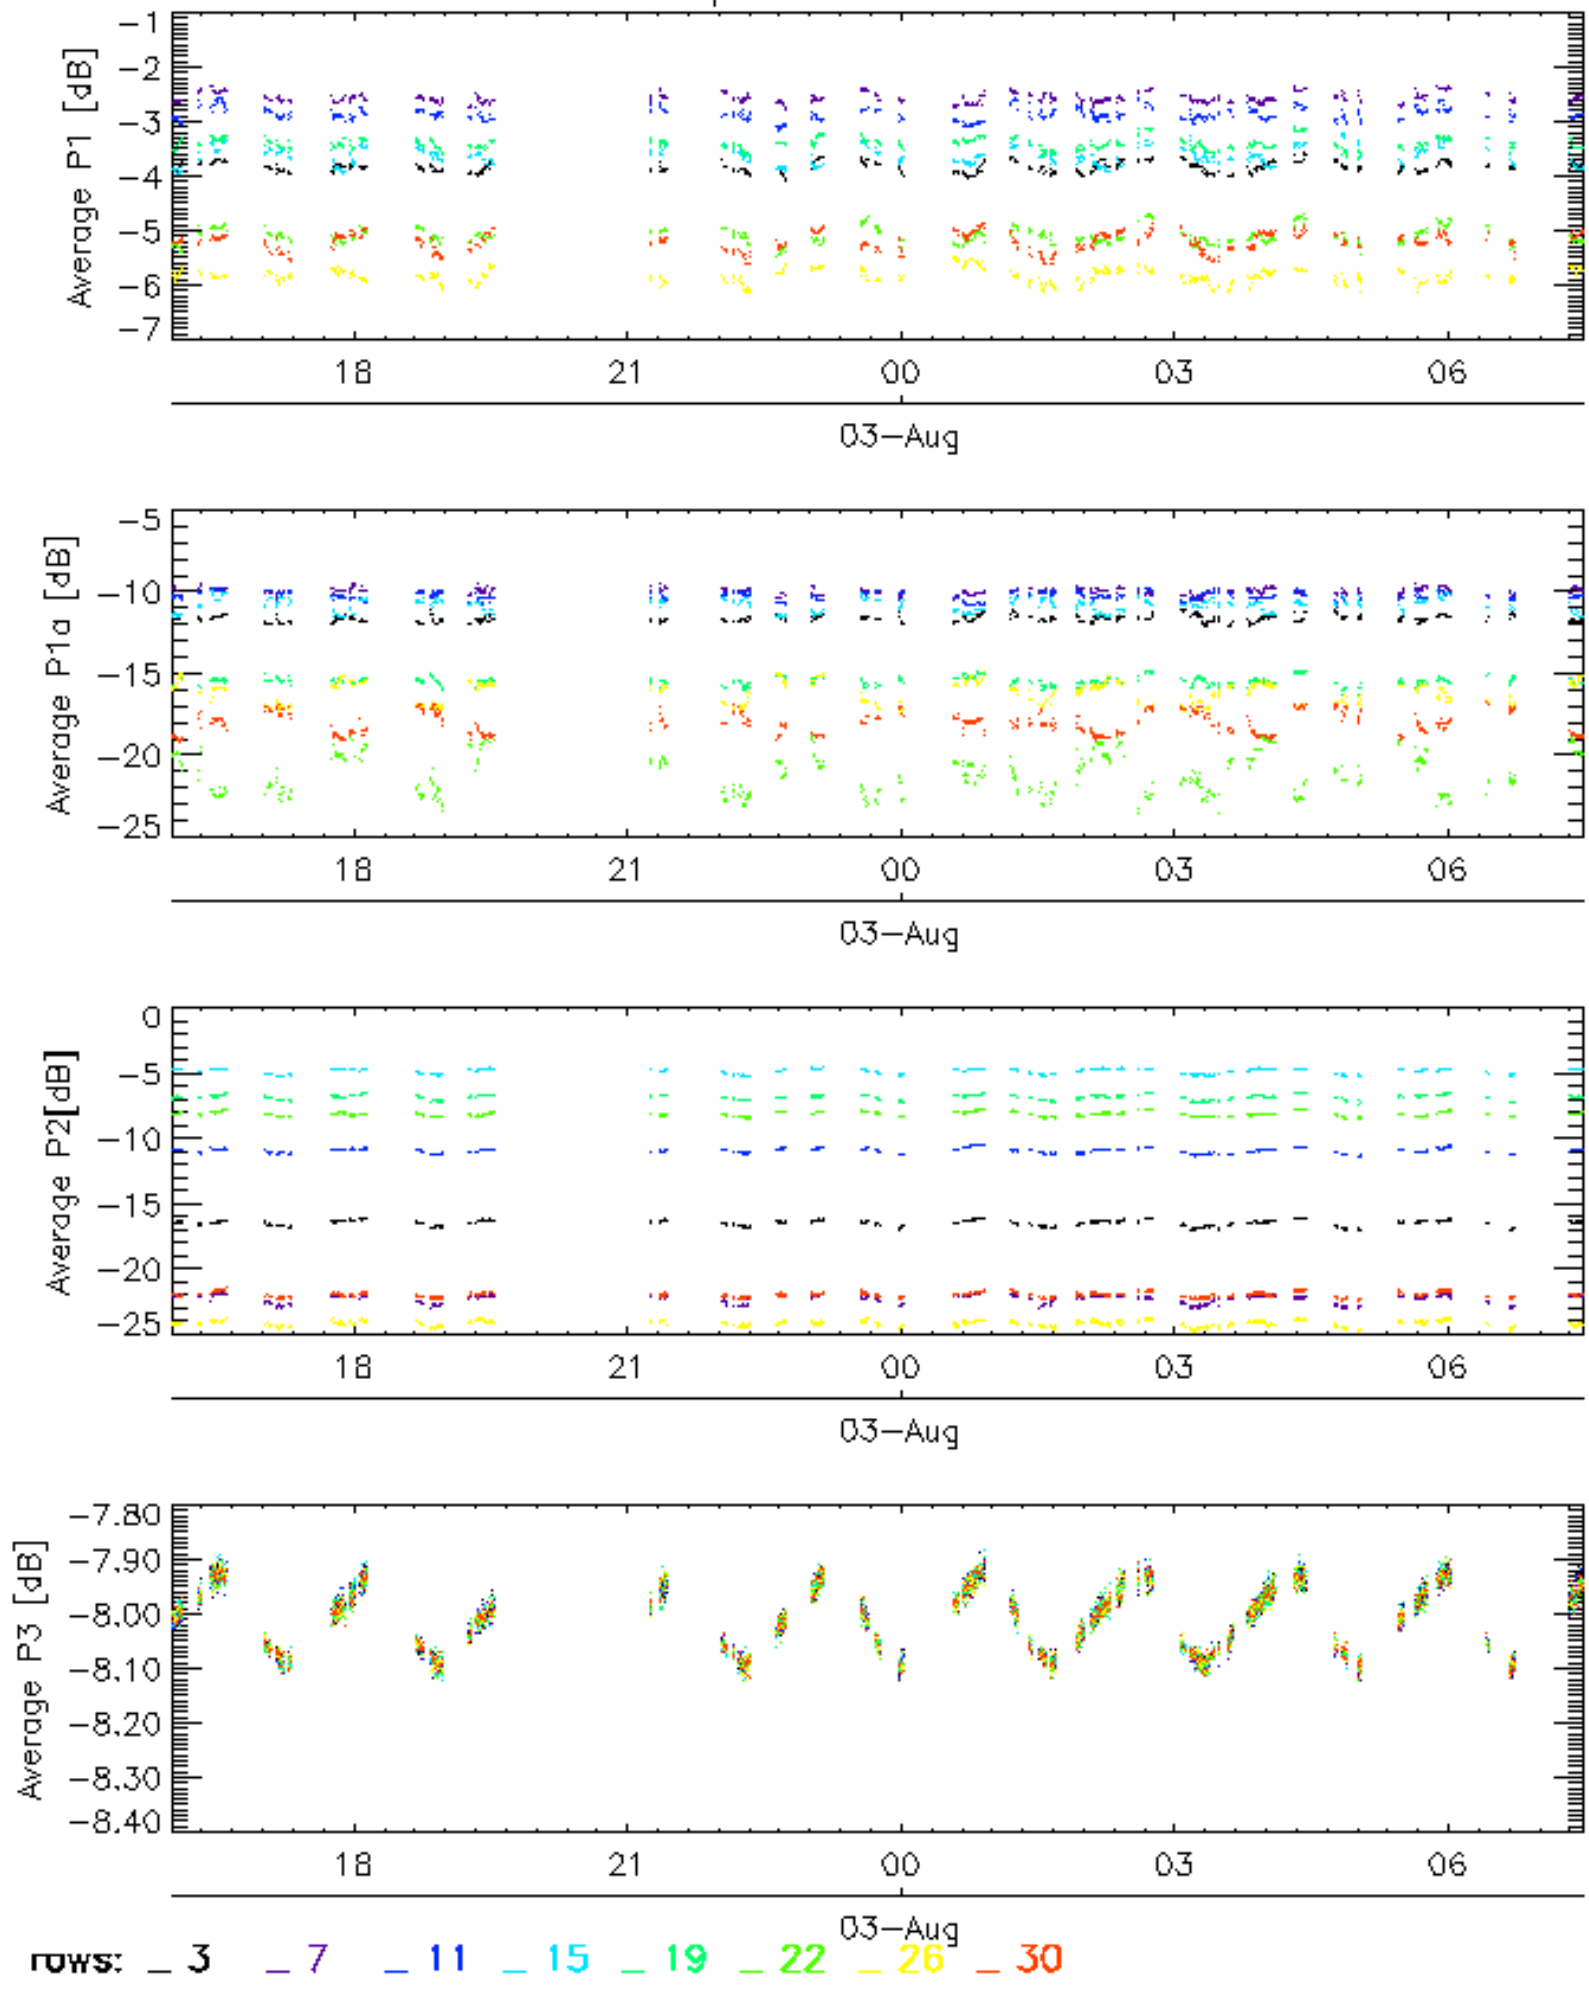 Average P1 [dB]
-1
-2
-3
-4
-5
-6
-7
18 21 00 03 06
03-Aug
Average P1a [dB]
-5
-10
-15
-20
-25
18 21 00 03 06
03-Aug
Average P2[dB]
0
-5
-10
-15
-20
-25
18 21 00 03 06
03-Aug
Average P3 [dB]
-7.80
-7.90
-8.00
-8.10
-8.20
-8.30
-8.40
18 21 00 03 06
03-Aug
rows: _ 3 _ 7 _ 11 _ 15 _ 19 _ 22 _ 26 _ 30